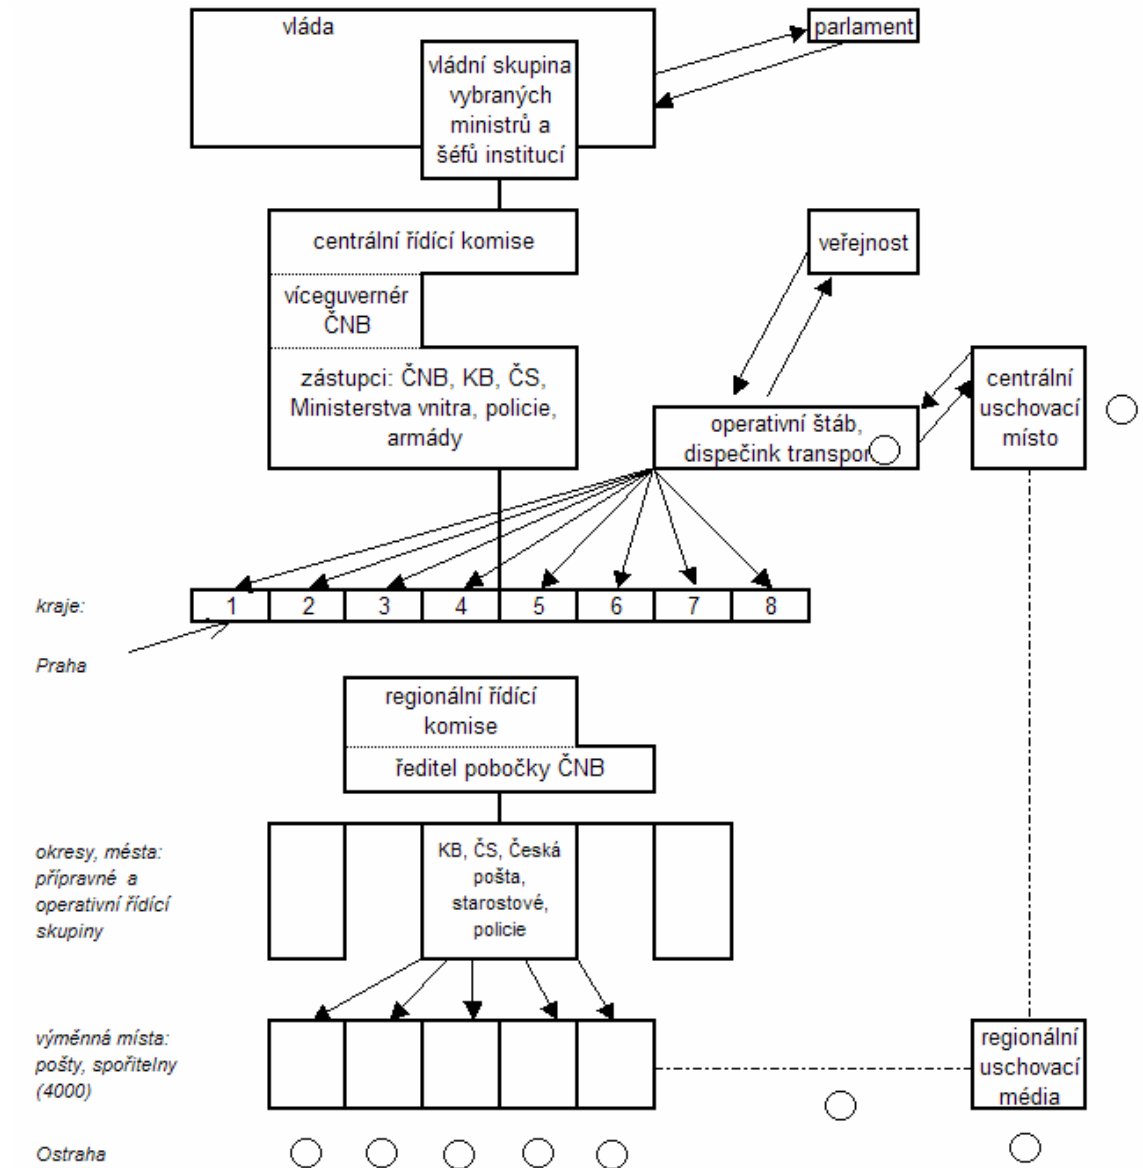 vláda
parlament
vládní skupina
vybraných
ministrů a
šéfů institucí
centrální řídící komise
veřejnost
víceguvernér
ČNB
zástupci: ČNB, KB, ČS,
Ministerstva vnitra, policie,
armády
centrální
uschovací
místo
operativní štáb,
dispečink transpor
kraje:
1 2 3 4 5 6 7 8
Praha
regionální řídící
komise
ředitel pobočky ČNB
okresy, města:
přípravné a
operativní řídící
skupiny
KB, ČS, Česká
pošta,
starostové,
policie
výměnná místa:
pošty, spořitelny
(4000)
regionální
uschovací
média
Ostraha